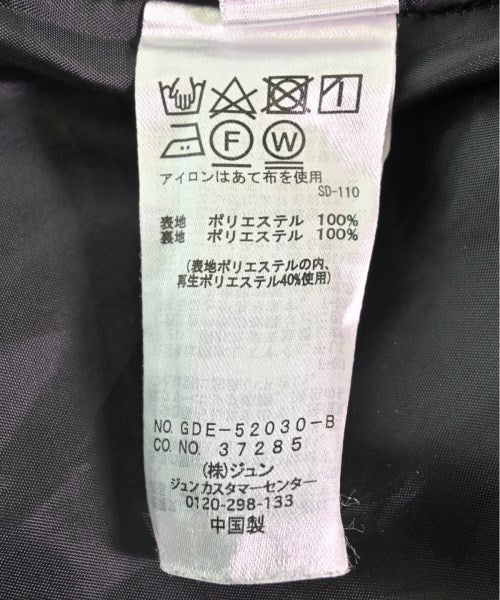 F W
アイロンはあて布を使用
SD-110
表地 ポリエステル 100%
裏地 ポリエステル 100%
(表地ポリエステルの内、
再生ポリエステル40%使用)
NO. GDE-52030-B
CO. NO. 37285
(株)ジュン
ジュン カスタマーセンター
0120-298-133
中国製